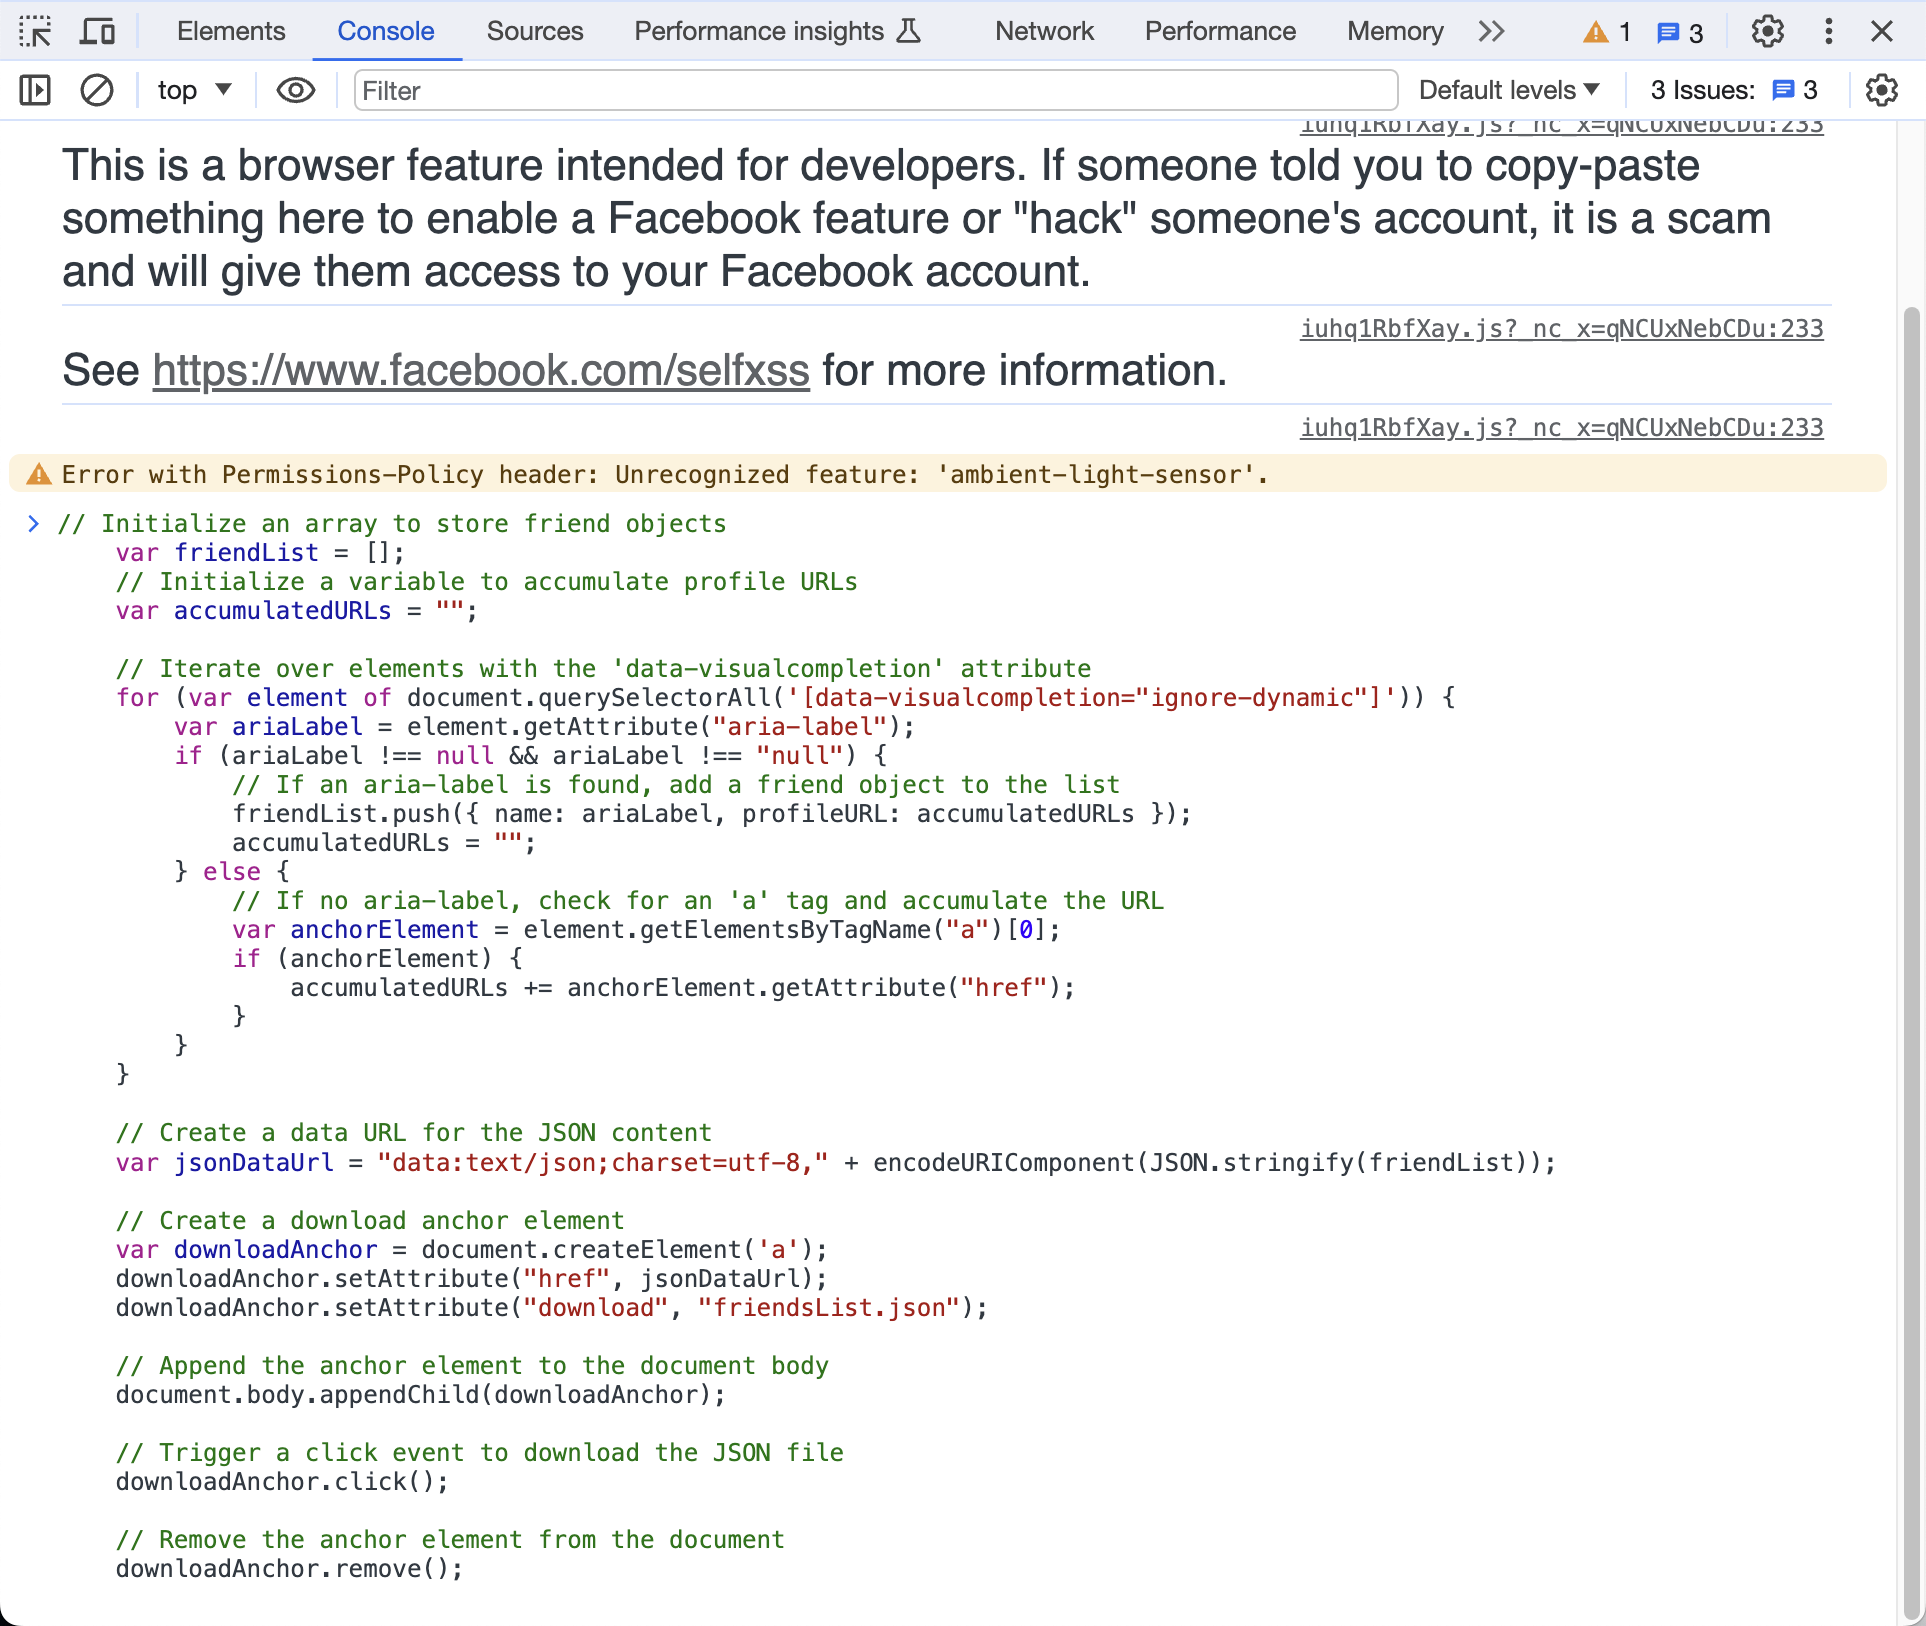 Elements Console Sources Performance insights Network Performance Memory 1 3
top Filter Default levels 3 Issues: 3
iuhq1RbfXay.js?_nc_x=qNCUxNebCDu:233
This is a browser feature intended for developers. If someone told you to copy-paste
something here to enable a Facebook feature or "hack" someone's account, it is a scam
and will give them access to your Facebook account.
iuhq1RbfXay.js?_nc_x=qNCUxNebCDu:233
See https://www.facebook.com/selfxss for more information.
iuhq1RbfXay.js?_nc_x=qNCUxNebCDu:233
Error with Permissions-Policy header: Unrecognized feature: 'ambient-light-sensor'.
> // Initialize an array to store friend objects
var friendList = [];
// Initialize a variable to accumulate profile URLs
var accumulatedURLs = "";
// Iterate over elements with the 'data-visualcompletion' attribute
for (var element of document.querySelectorAll('[data-visualcompletion="ignore-dynamic"]')) {
var ariaLabel = element.getAttribute("aria-label");
if (ariaLabel !== null && ariaLabel !== "null") {
// If an aria-label is found, add a friend object to the list
friendList.push({ name: ariaLabel, profileURL: accumulatedURLs });
accumulatedURLs = "";
} else {
// If no aria-label, check for an 'a' tag and accumulate the URL
var anchorElement = element.getElementsByTagName("a")[0];
if (anchorElement) {
accumulatedURLs += anchorElement.getAttribute("href");
}
}
}
// Create a data URL for the JSON content
var jsonDataUrl = "data:text/json;charset=utf-8," + encodeURIComponent(JSON.stringify(friendList));
// Create a download anchor element
var downloadAnchor = document.createElement('a');
downloadAnchor.setAttribute("href", jsonDataUrl);
downloadAnchor.setAttribute("download", "friendsList.json");
// Append the anchor element to the document body
document.body.appendChild(downloadAnchor);
// Trigger a click event to download the JSON file
downloadAnchor.click();
// Remove the anchor element from the document
downloadAnchor.remove();